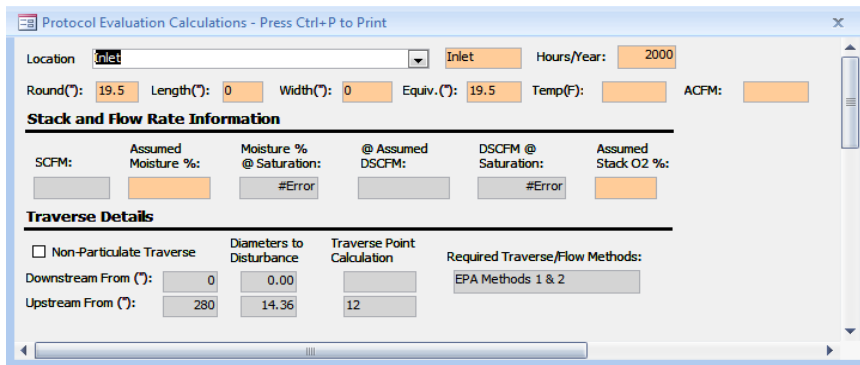 Protocol Evaluation Calculations - Press Ctrl+P to Print
Location Inlet Inlet Hours/Year: 2000
Round("): 19.5 Length("): 0 Width("): 0 Equiv.("): 19.5 Temp(F): ACFM:
Stack and Flow Rate Information
SCFM: Assumed Moisture %: Moisture % @ Saturation: @ Assumed DSCFM: DSCFM @ Saturation: Assumed Stack O2 %:
#Error #Error
Traverse Details
Non-Particulate Traverse Diameters to Disturbance Traverse Point Calculation Required Traverse/Flow Methods:
Downstream From ("): 0 0.00 EPA Methods 1 & 2
Upstream From ("): 280 14.36 12